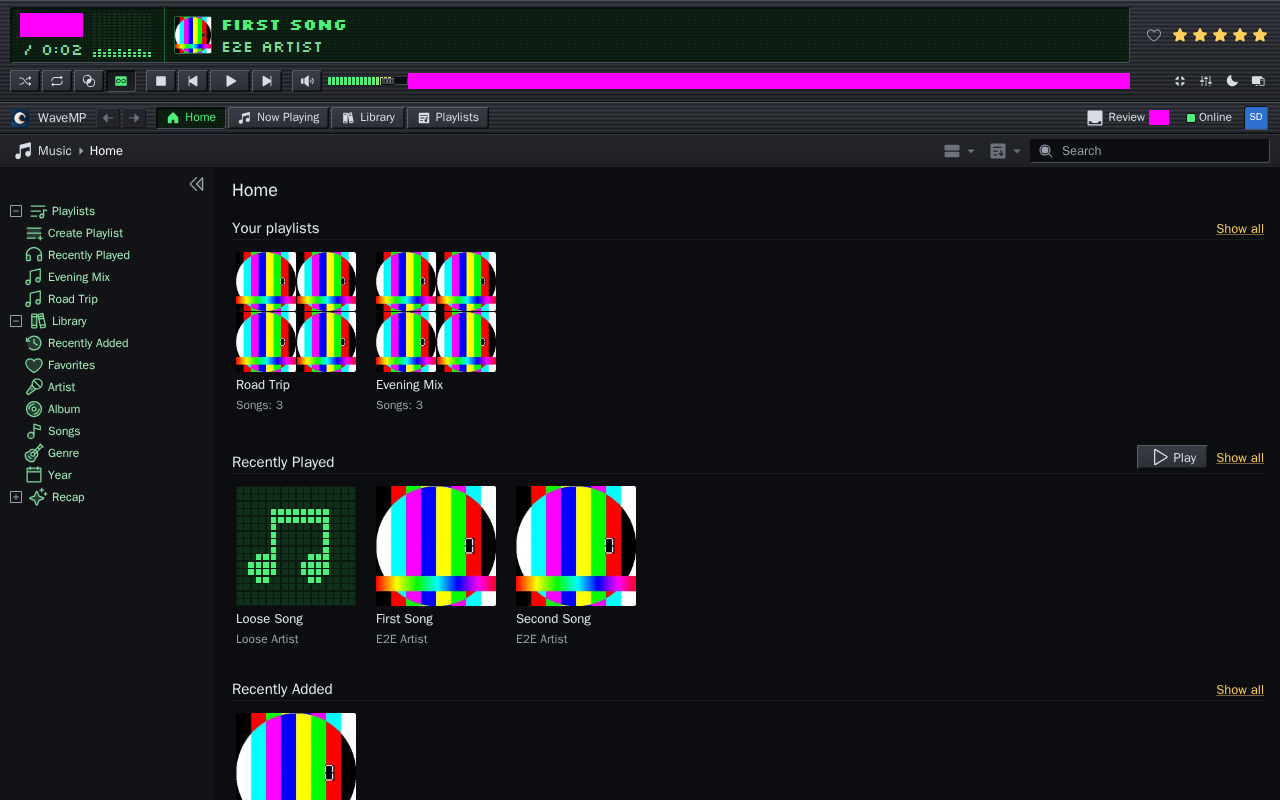 FIRST SONG
/ 0:02
E2E ARTIST
WaveMP
Home
Now Playing
Library
Playlists
Review
Online
SD
Music
Home
Search
Playlists
Create Playlist
Recently Played
Evening Mix
Road Trip
Library
Recently Added
Favorites
Artist
Album
Songs
Genre
Year
Recap
Home
Your playlists
Show all
Road Trip
Songs: 3
Evening Mix
Songs: 3
Recently Played
Play
Show all
Loose Song
Loose Artist
First Song
E2E Artist
Second Song
E2E Artist
Recently Added
Show all